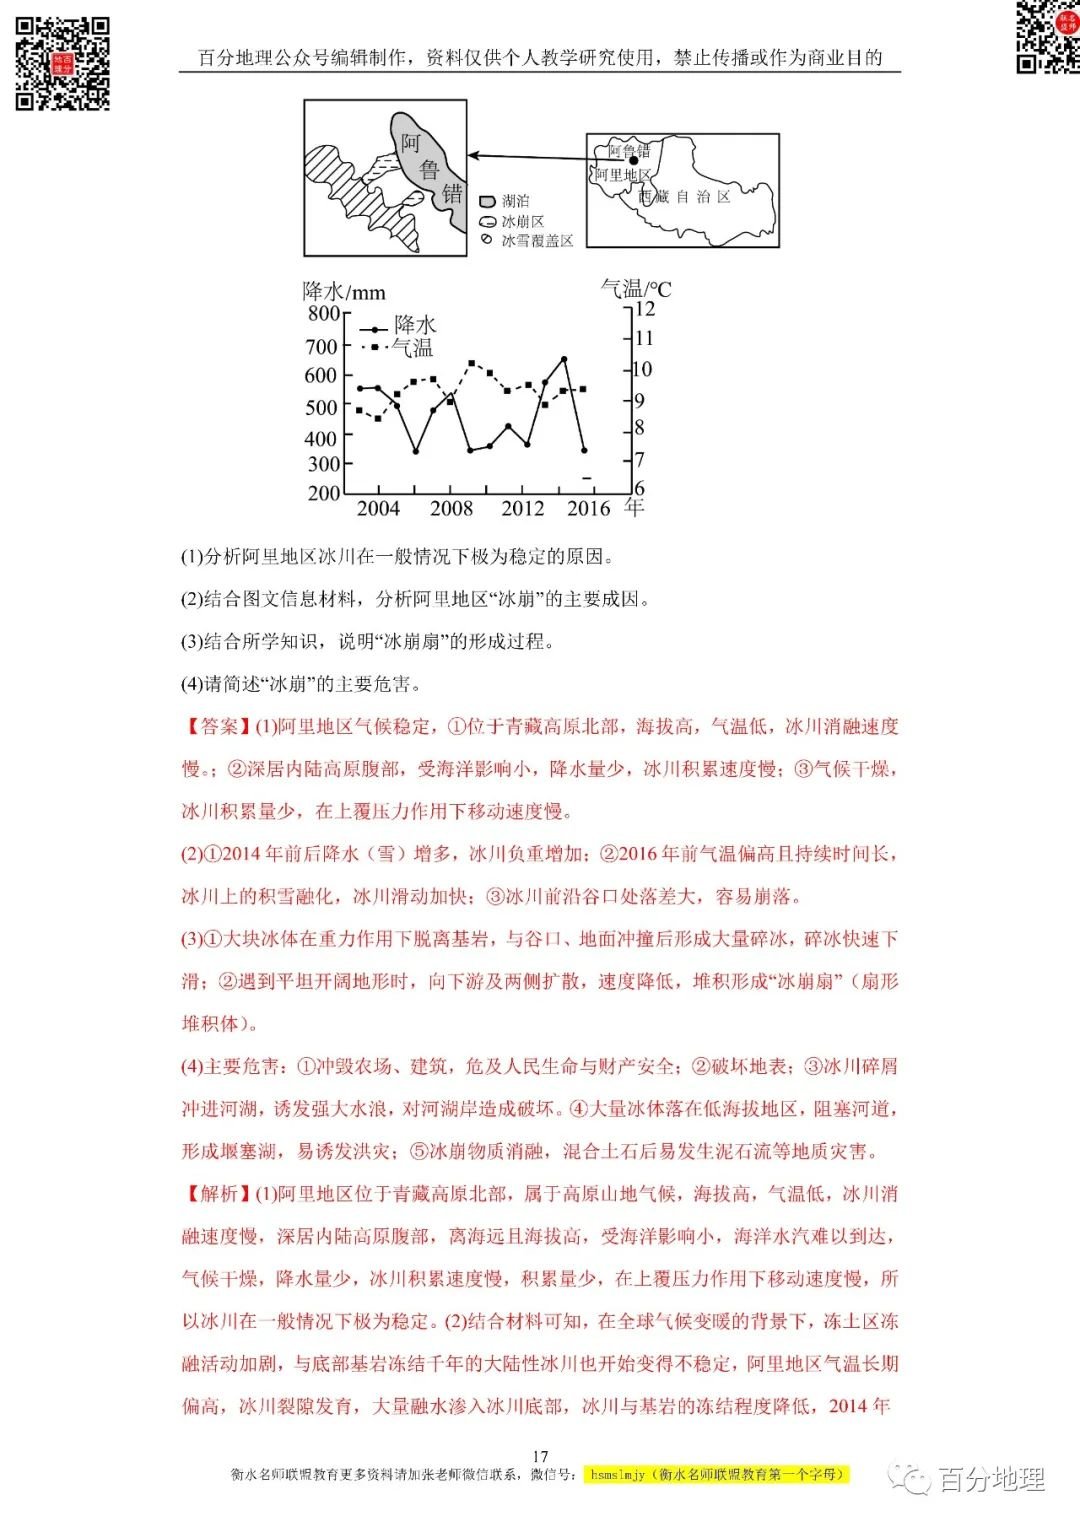 百分地理公众号编辑制作，资料仅供个人教学研究使用，禁止传播或作为商业目的
地百
理分
联名
盟师
阿
鲁
错
湖泊
冰崩区
冰雪覆盖区
阿鲁错
阿里地区
西藏自治区
降水/mm
气温/℃
800
700
600
500
400
300
200
降水
气温
12
11
10
9
8
7
6
2004 2008 2012 2016 年
(1)分析阿里地区冰川在一般情况下极为稳定的原因。
(2)结合图文信息材料，分析阿里地区“冰崩”的主要成因。
(3)结合所学知识，说明“冰崩扇”的形成过程。
(4)请简述“冰崩”的主要危害。
【答案】(1)阿里地区气候稳定，①位于青藏高原北部，海拔高，气温低，冰川消融速度
慢。；②深居内陆高原腹部，受海洋影响小，降水量少，冰川积累速度慢；③气候干燥，
冰川积累量少，在上覆压力作用下移动速度慢。
(2)①2014年前后降水（雪）增多，冰川负重增加；②2016年前气温偏高且持续时间长，
冰川上的积雪融化，冰川滑动加快；③冰川前沿谷口处落差大，容易崩落。
(3)①大块冰体在重力作用下脱离基岩，与谷口、地面冲撞后形成大量碎冰，碎冰快速下
滑；②遇到平坦开阔地形时，向下游及两侧扩散，速度降低，堆积形成“冰崩扇”（扇形
堆积体）。
(4)主要危害：①冲毁农场、建筑，危及人民生命与财产安全；②破坏地表；③冰川碎屑
冲进河湖，诱发强大水浪，对河湖岸造成破坏。④大量冰体落在低海拔地区，阻塞河道，
形成堰塞湖，易诱发洪灾；⑤冰崩物质消融，混合土石后易发生泥石流等地质灾害。
【解析】(1)阿里地区位于青藏高原北部，属于高原山地气候，海拔高，气温低，冰川消
融速度慢，深居内陆高原腹部，离海远且海拔高，受海洋影响小，海洋水汽难以到达，
气候干燥，降水量少，冰川积累速度慢，积累量少，在上覆压力作用下移动速度慢，所
以冰川在一般情况下极为稳定。(2)结合材料可知，在全球气候变暖的背景下，冻土区冻
融活动加剧，与底部基岩冻结千年的大陆性冰川也开始变得不稳定，阿里地区气温长期
偏高，冰川裂隙发育，大量融水渗入冰川底部，冰川与基岩的冻结程度降低，2014年
17
衡水名师联盟教育更多资料请加张老师微信联系，微信号：hsmslmjy（衡水名师联盟教育第一个字母）
百分地理